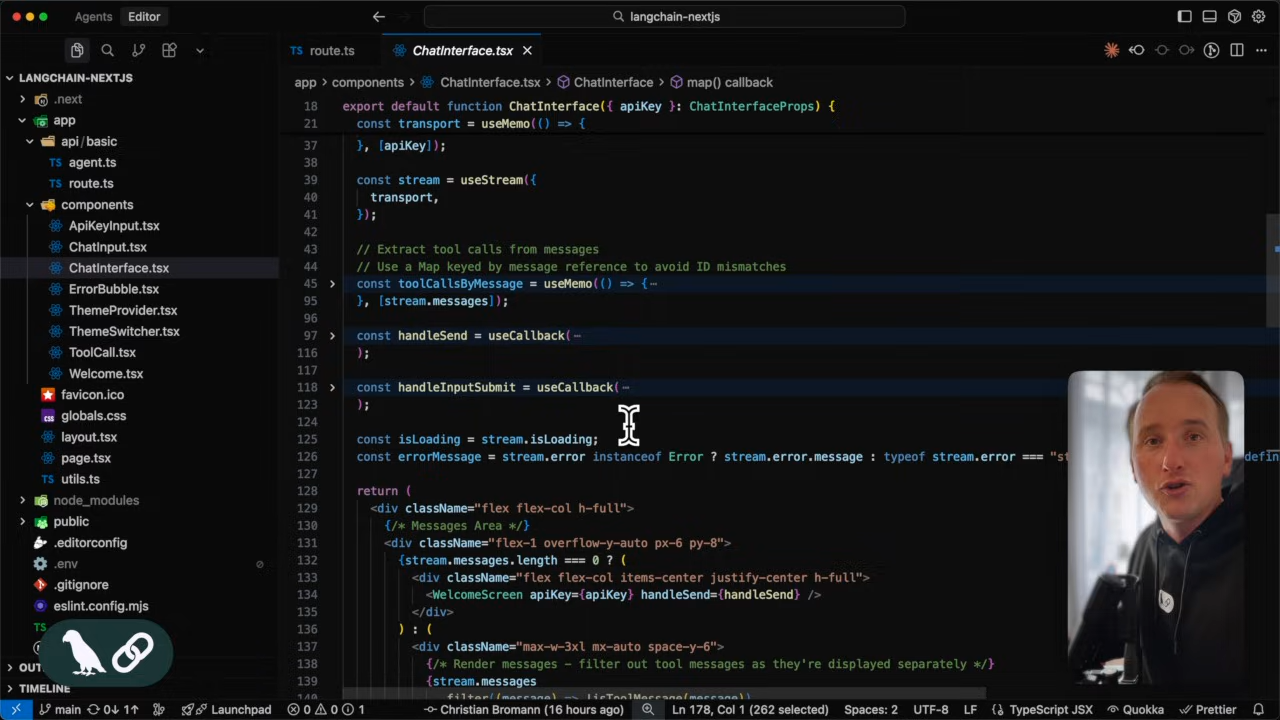 Agents Editor
langchain-nextjs
route.ts
ChatInterface.tsx
LANGCHAIN-NEXTJS
.next
app
api/basic
TS agent.ts
TS route.ts
components
ApiKeyInput.tsx
ChatInput.tsx
ChatInterface.tsx
ErrorBubble.tsx
ThemeProvider.tsx
ThemeSwitcher.tsx
ToolCall.tsx
Welcome.tsx
favicon.ico
globals.css
layout.tsx
page.tsx
TS utils.ts
node_modules
public
.editorconfig
.env
.gitignore
eslint.config.mjs
TIMELINE
app > components > ChatInterface.tsx > ChatInterface > map() callback
18 export default function ChatInterface({ apiKey }: ChatInterfaceProps) {
21 const transport = useMemo(() => {
37 }, [apiKey]);
38
39 const stream = useStream({
40 transport,
41 });
42
43 // Extract tool calls from messages
44 // Use a Map keyed by message reference to avoid ID mismatches
45 const toolCallsByMessage = useMemo(() => {
95 }, [stream.messages]);
96
97 const handleSend = useCallback(
116 );
117
118 const handleInputSubmit = useCallback(
123 );
124
125 const isLoading = stream.isLoading;
126 const errorMessage = stream.error instanceof Error ? stream.error.message : typeof stream.error === "st
127
128 return (
129 <div className="flex flex-col h-full">
130 {/* Messages Area */}
131 <div className="flex-1 overflow-y-auto px-6 py-8">
132 {stream.messages.length === 0 ? (
133 <div className="flex flex-col items-center justify-center h-full">
134 <WelcomeScreen apiKey={apiKey} handleSend={handleSend} />
135 </div>
136 ) : (
137 <div className="max-w-3xl mx-auto space-y-6">
138 {/* Render messages - filter out tool messages as they're displayed separately */}
139 {stream.messages
140 .filter((message) => !isToolMessage(message))
main 0↓ 1↑ Launchpad 0 0 1 Christian Bromann (16 hours ago) Ln 178, Col 1 (262 selected) Spaces: 2 UTF-8 LF {} TypeScript JSX Quokka Prettier